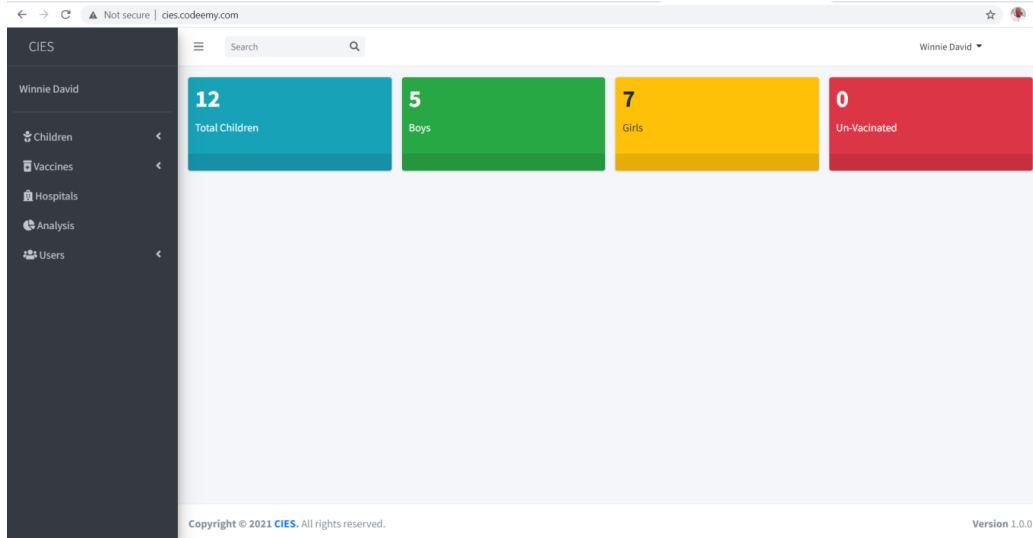 Not secure | cies.codeemy.com
CIES
Search
Winnie David
Winnie David
Children
Vaccines
Hospitals
Analysis
Users
12
Total Children
5
Boys
7
Girls
0
Un-Vacinated
Copyright © 2021 CIES. All rights reserved.
Version 1.0.0